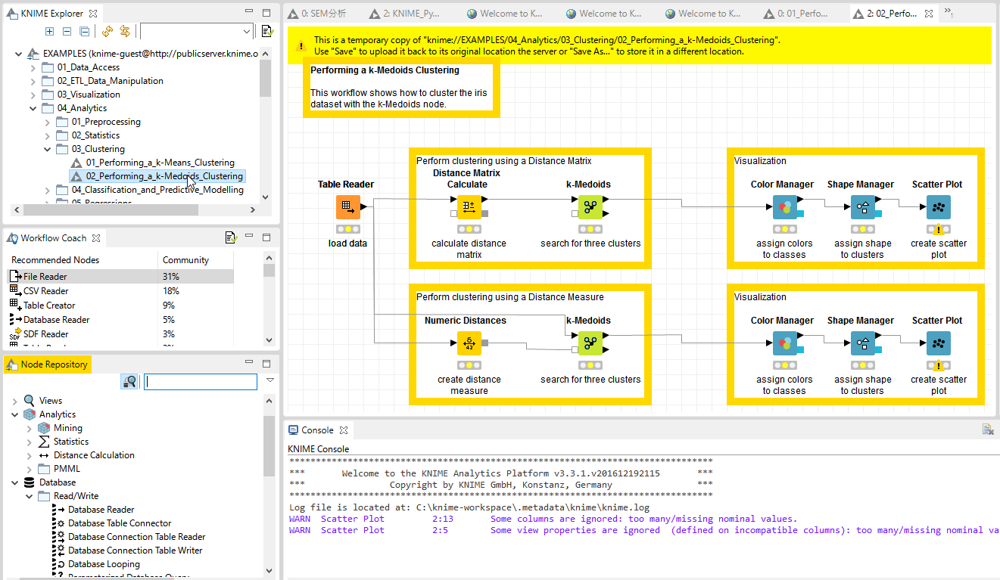 KNIME Explorer
EXAMPLES (knime-guest@http://publicserver.knime.o
01_Data_Access
02_ETL_Data_Manipulation
03_Visualization
04_Analytics
01_Preprocessing
02_Statistics
03_Clustering
01_Performing_a_k-Means_Clustering
02_Performing_a_k-Medoids_Clustering
04_Classification_and_Predictive_Modelling
05_Regressions
Workflow Coach
Recommended Nodes Community
File Reader 31%
CSV Reader 18%
Table Creator 9%
Database Reader 5%
SDF Reader 3%
Node Repository
Views
Analytics
Mining
Statistics
Distance Calculation
PMML
Database
Read/Write
Database Reader
Database Table Connector
Database Connection Table Reader
Database Connection Table Writer
Database Looping
Parameterized Database Query
0: SEM分析
2: KNIME_Py...
Welcome to K...
Welcome to K...
Welcome to K...
0: 01_Perfo...
2: 02_Perfo...
»1
This is a temporary copy of "knime://EXAMPLES/04_Analytics/03_Clustering/02_Performing_a_k-Medoids_Clustering".
Use "Save" to upload it back to its original location the server or "Save As..." to store it in a different location.
Performing a k-Medoids Clustering
This workflow shows how to cluster the iris
dataset with the k-Medoids node.
Table Reader
load data
Perform clustering using a Distance Matrix
Distance Matrix
Calculate
calculate distance
matrix
k-Medoids
search for three clusters
Visualization
Color Manager
assign colors
to classes
Shape Manager
assign shape
to clusters
Scatter Plot
create scatter
plot
Perform clustering using a Distance Measure
Numeric Distances
create distance
measure
k-Medoids
search for three clusters
Visualization
Color Manager
assign colors
to classes
Shape Manager
assign shape
to clusters
Scatter Plot
create scatter
plot
Console
KNIME Console
********************************************************************************
*** Welcome to the KNIME Analytics Platform v3.3.1.v201612192115 ***
*** Copyright by KNIME GmbH, Konstanz, Germany ***
********************************************************************************
Log file is located at: C:\knime-workspace\.metadata\knime\knime.log
WARN Scatter Plot 2:13 Some columns are ignored: too many/missing nominal values.
WARN Scatter Plot 2:5 Some view properties are ignored (defined on incompatible columns): too many/missing nominal va